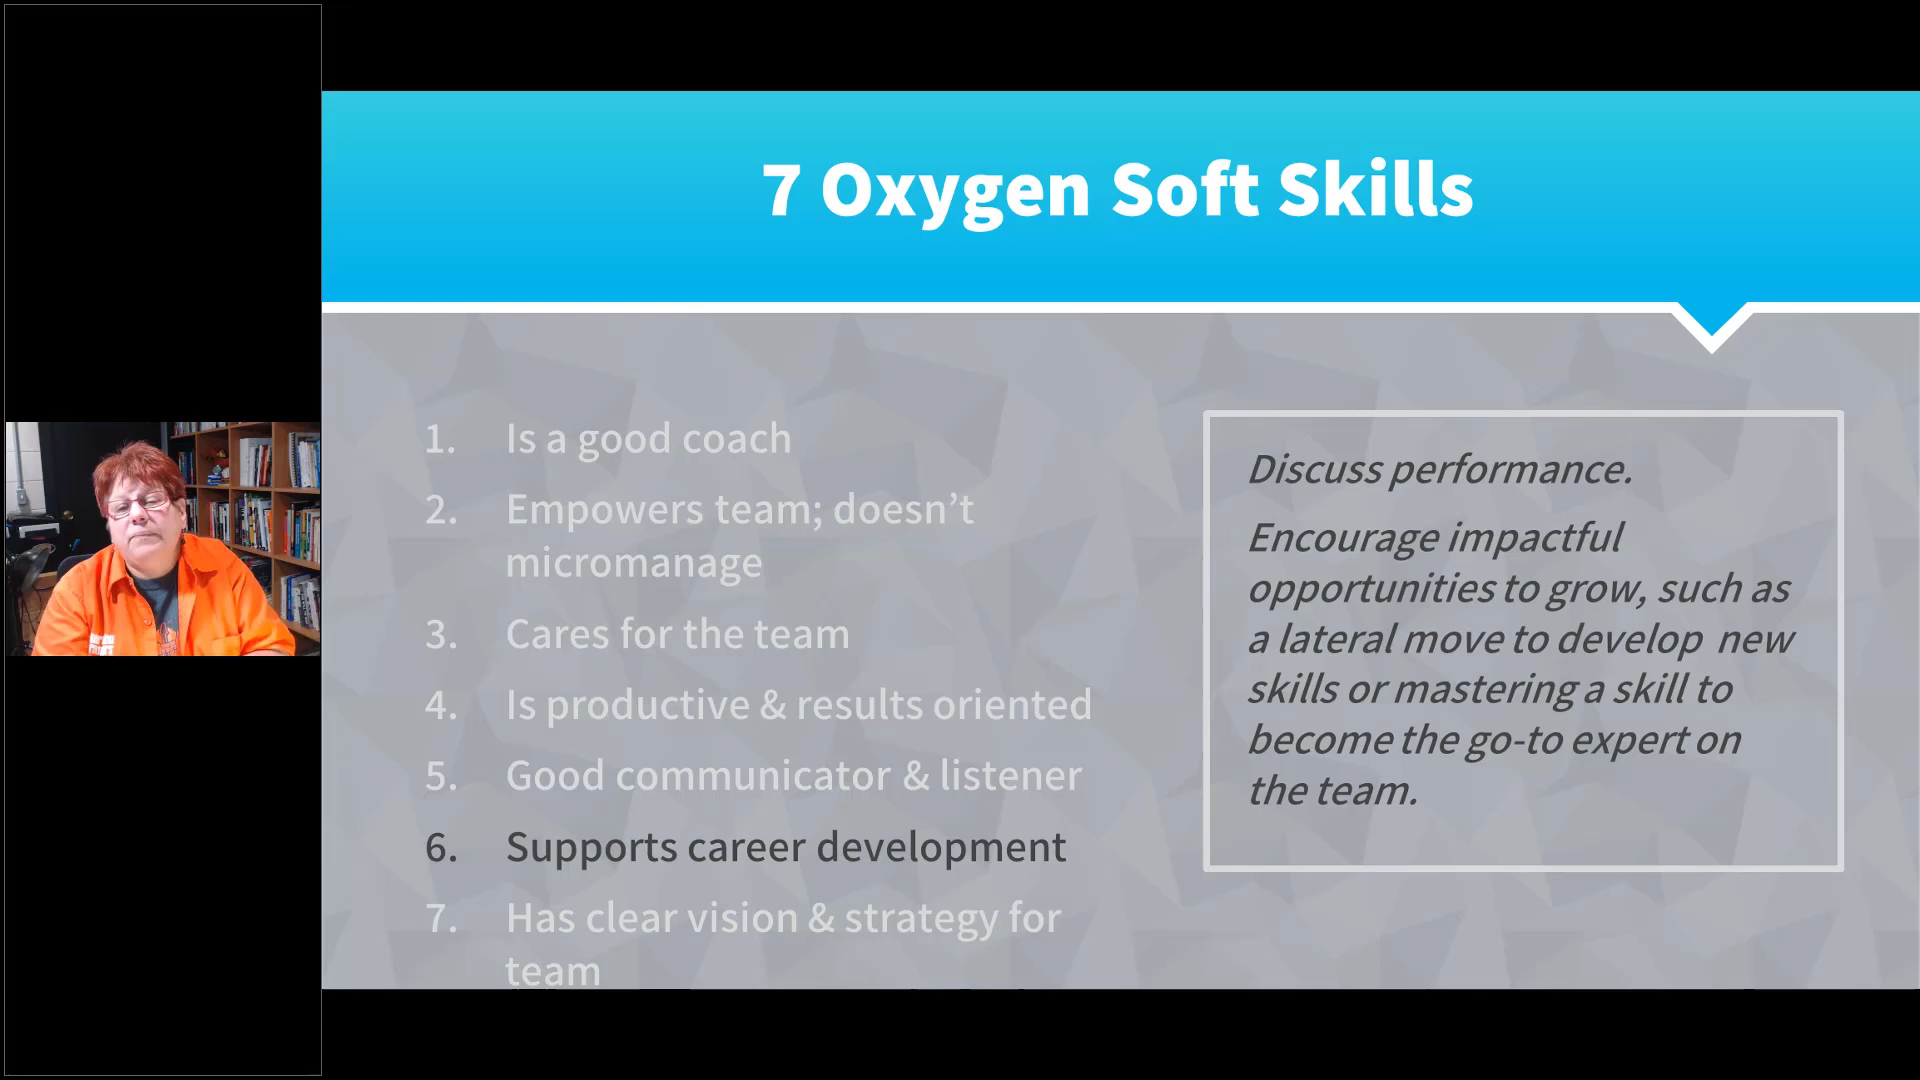 7 Oxygen Soft Skills
1. Is a good coach
2. Empowers team; doesn’t
micromanage
3. Cares for the team
4. Is productive & results oriented
5. Good communicator & listener
6. Supports career development
7. Has clear vision & strategy for
team
Discuss performance.
Encourage impactful
opportunities to grow, such as
a lateral move to develop new
skills or mastering a skill to
become the go-to expert on
the team.